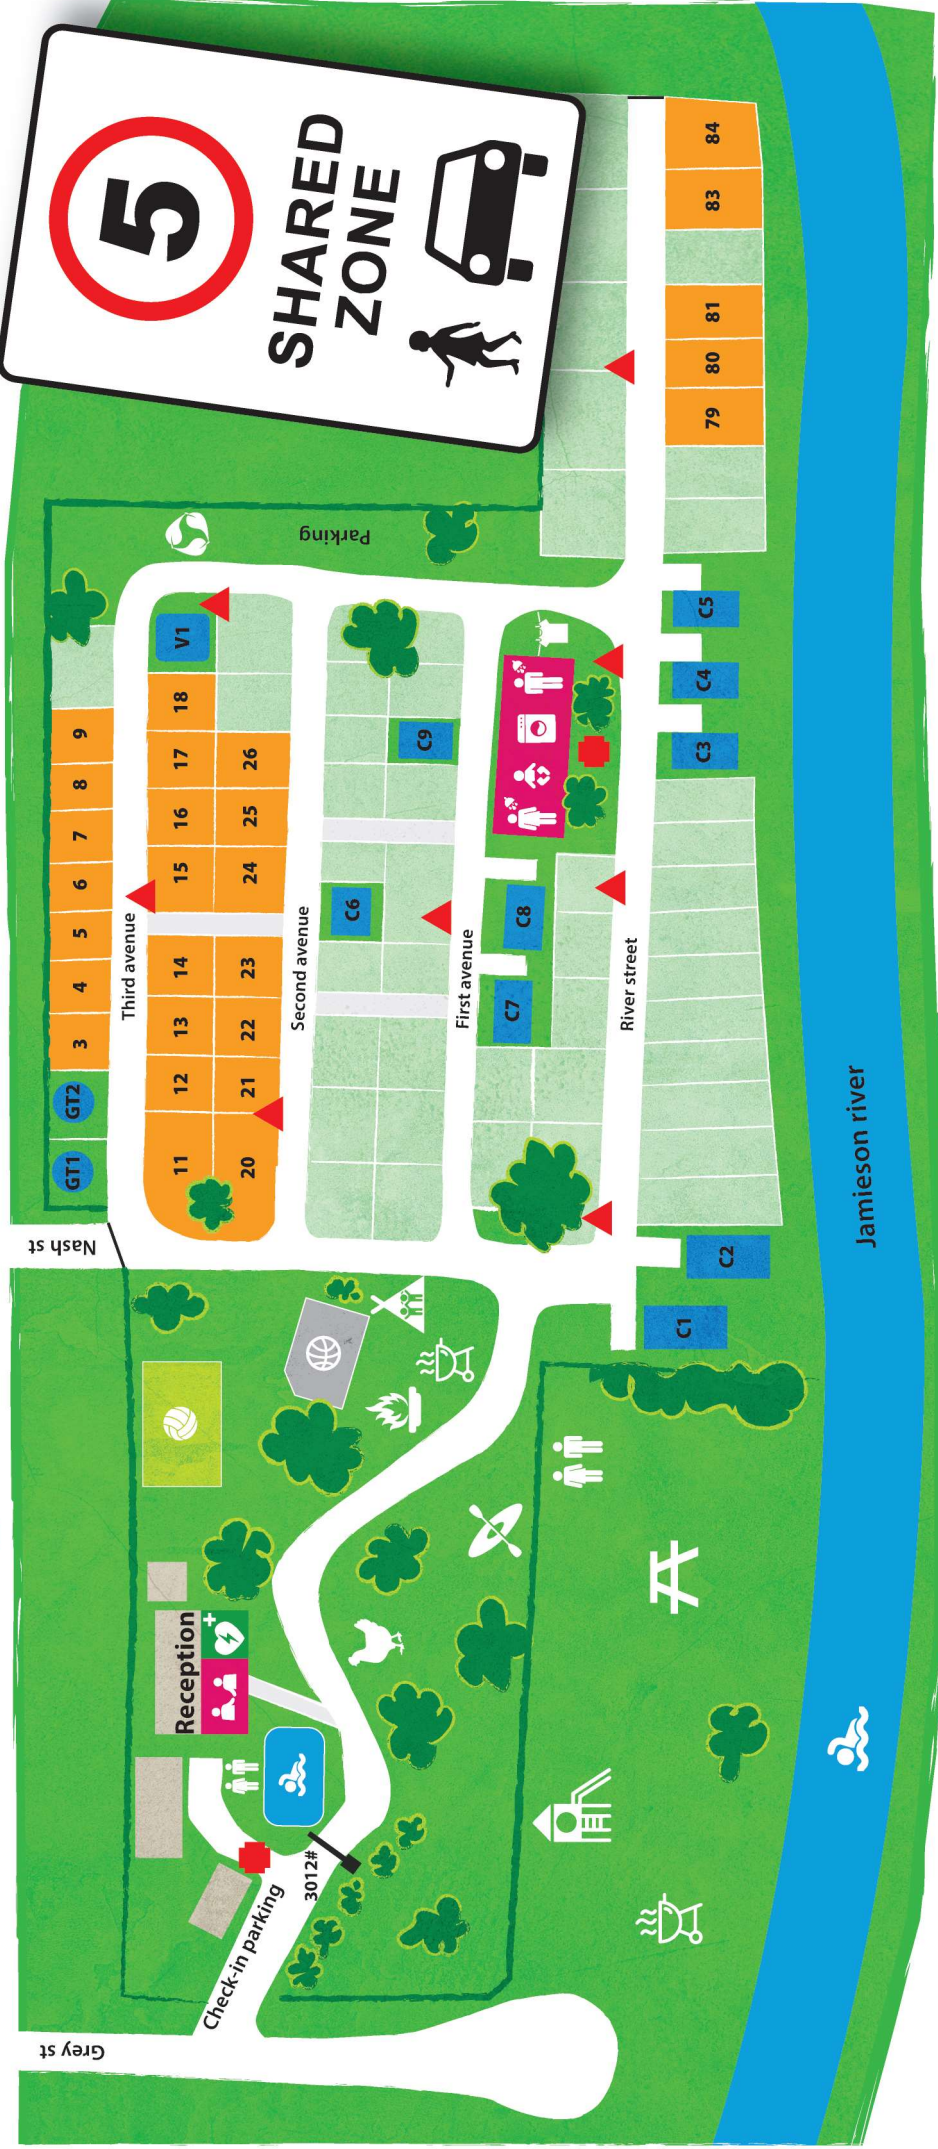 5
SHARED
ZONE
Parking
84
83
81
80
79
9
8
7
6
5
4
3
GT2
GT1
V1
18
17
16
15
14
13
12
11
26
25
24
23
22
21
20
C9
C6
C8
C7
C5
C4
C3
C2
C1
Third avenue
Second avenue
First avenue
River street
Nash st
Jamieson river
Reception
3012#
Check-in parking
Grey st